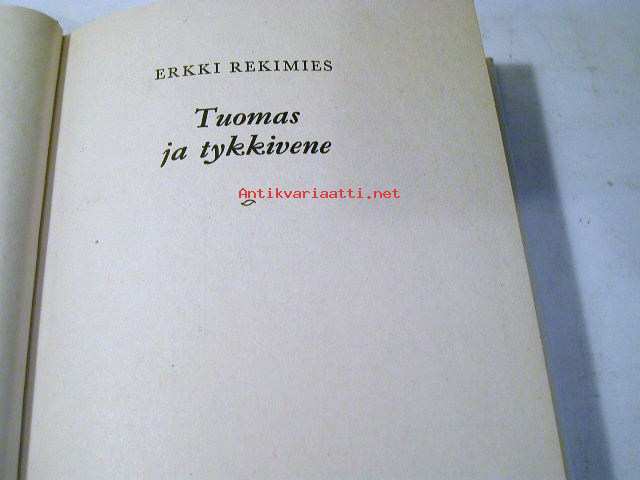 ERKKI REKIMIES
Tuomas
ja tykkivene
Antikvariaatti.net